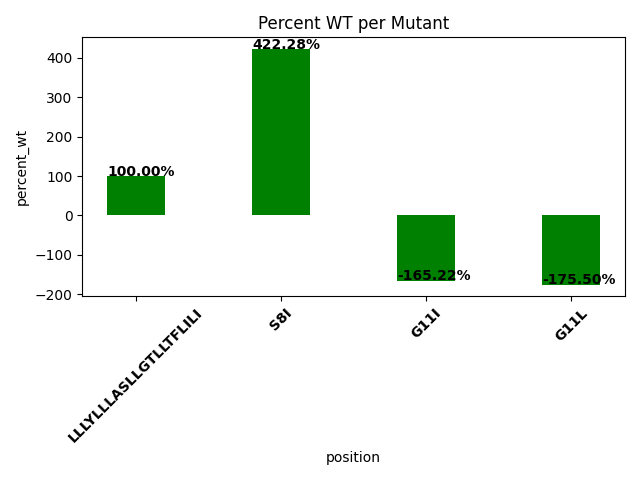 Percent WT per Mutant
percent_wt
400
300
200
100
0
−100
−200
100.00%
422.28%
-165.22%
-175.50%
LLLYLLLASLLGTLLTFLILI
S8I
G11I
G11L
position